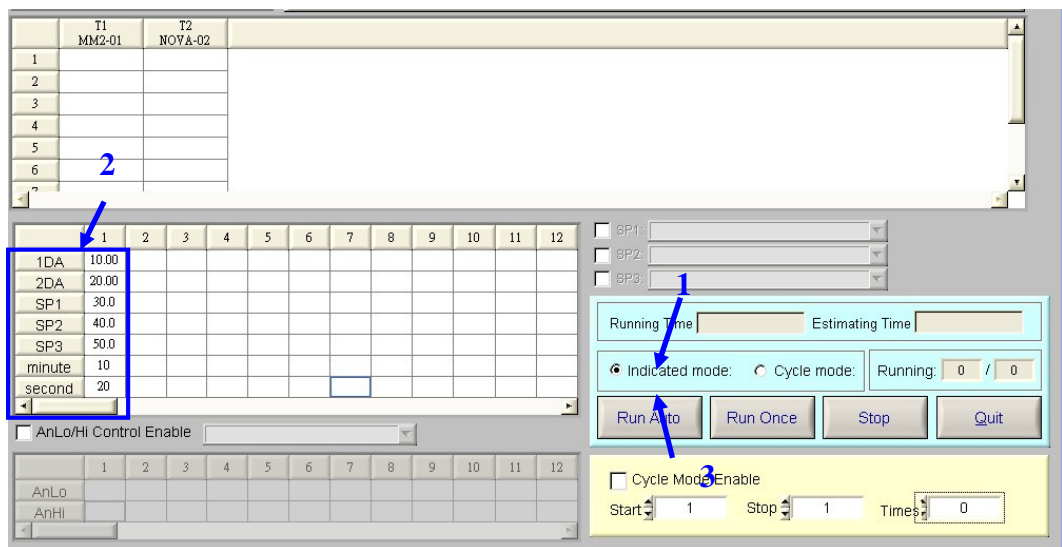 T1 T2
MM2-01 NOVA-02
1
2
3
4
5
6
7
2
1 2 3 4 5 6 7 8 9 10 11 12
1DA 10.00
2DA 20.00
SP1 30.0
SP2 40.0
SP3 50.0
minute 10
second 20
SP1:
SP2:
SP3:
1
Running Time Estimating Time
Indicated mode: Cycle mode: Running: 0 / 0
Run Auto Run Once Stop Quit
AnLo/Hi Control Enable
1 2 3 4 5 6 7 8 9 10 11 12
AnLo
AnHi
3
Cycle Mode Enable
Start 1 Stop 1 Times 0